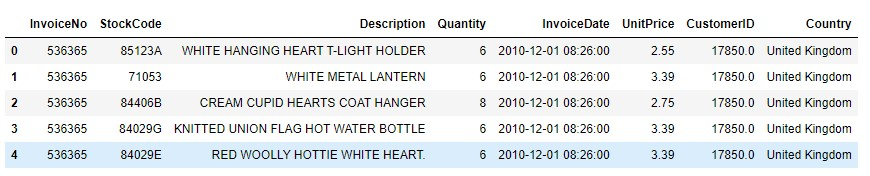 InvoiceNo StockCode Description Quantity InvoiceDate UnitPrice CustomerID Country
0 536365 85123A WHITE HANGING HEART T-LIGHT HOLDER 6 2010-12-01 08:26:00 2.55 17850.0 United Kingdom
1 536365 71053 WHITE METAL LANTERN 6 2010-12-01 08:26:00 3.39 17850.0 United Kingdom
2 536365 84406B CREAM CUPID HEARTS COAT HANGER 8 2010-12-01 08:26:00 2.75 17850.0 United Kingdom
3 536365 84029G KNITTED UNION FLAG HOT WATER BOTTLE 6 2010-12-01 08:26:00 3.39 17850.0 United Kingdom
4 536365 84029E RED WOOLLY HOTTIE WHITE HEART. 6 2010-12-01 08:26:00 3.39 17850.0 United Kingdom